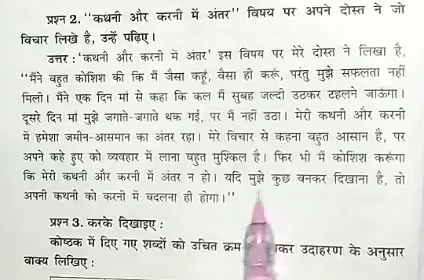 प्रश्न 2. ''कथनी और करनी में अंतर'' विषय पर अपने दोस्त ने जो
विचार लिखे है, उन्हें पढ़िए।
उत्तर : 'कथनी और करनी में अंतर' इस विषय पर मेरे दोस्त ने लिखा है,
''मैंने बहुत कोशिश की कि मैं जैसा कहूं, वैसा ही करूं, परंतु मुझे सफलता नहीं
मिली। मैंने एक दिन मां से कहा कि कल मैं सुबह जल्दी उठकर टहलने जाऊंगा।
दूसरे दिन मां मुझे जगाते-जगाते थक गई, पर मैं नहीं उठा। मेरी कथनी और करनी
में हमेशा जमीन-आसमान का अंतर रहा। मेरे विचार से कहना बहुत आसान है, पर
अपने कहे हुए को व्यवहार में लाना बहुत मुश्किल है। फिर भी मैं कोशिश करूंगा
कि मेरी कथनी और करनी में अंतर न हो। यदि मुझे कुछ बनकर दिखाना है, तो
अपनी कथनी को करनी में बदलना ही होगा।''
प्रश्न 3. करके दिखाइए :
कोष्ठक में दिए गए शब्दों को उचित क्रम कर उदाहरण के अनुसार
वाक्य लिखिए :